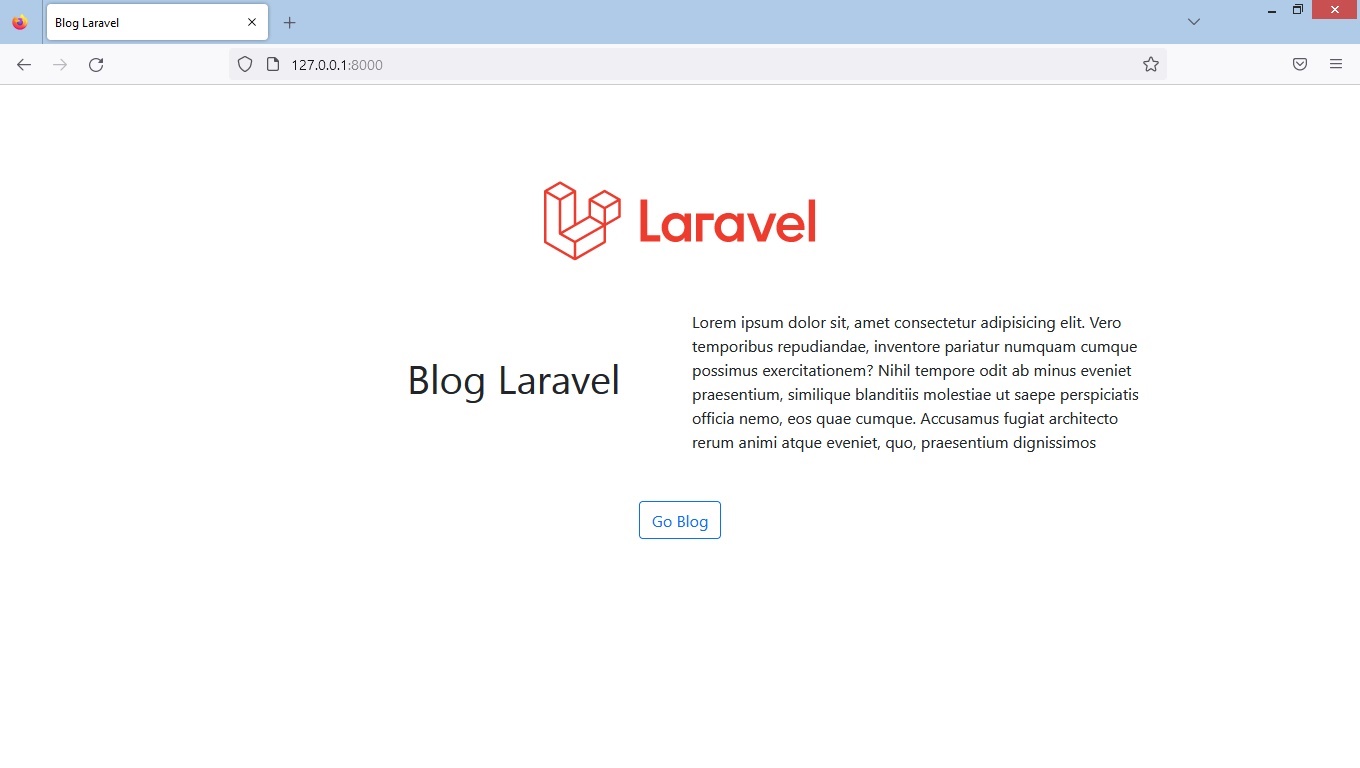 Blog Laravel
127.0.0.1:8000
Laravel
Blog Laravel
Lorem ipsum dolor sit, amet consectetur adipisicing elit. Vero
temporibus repudiandae, inventore pariatur numquam cumque
possimus exercitationem? Nihil tempore odit ab minus eveniet
praesentium, similique blanditiis molestiae ut saepe perspiciatis
officia nemo, eos quae cumque. Accusamus fugiat architecto
rerum animi atque eveniet, quo, praesentium dignissimos
Go Blog